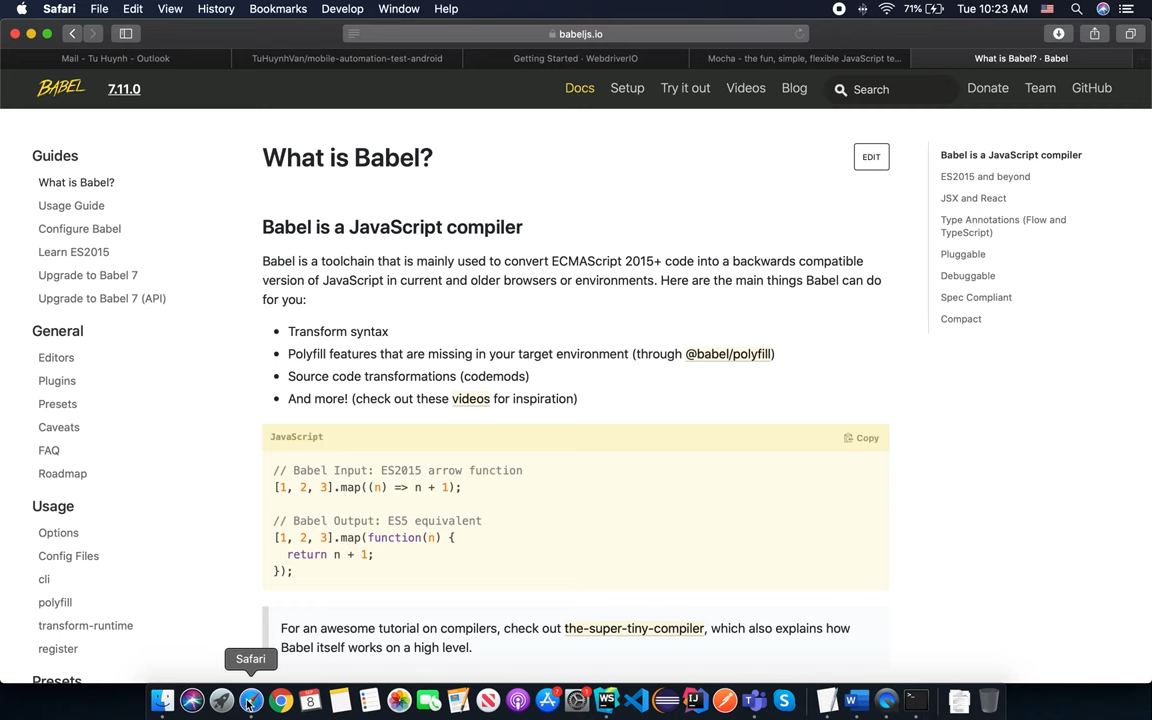 Safari File Edit View History Bookmarks Develop Window Help 71% Tue 10:23 AM
babeljs.io
Mail - Tu Huynh - Outlook TuHuynhVan/mobile-automation-test-android Getting Started · WebdriverIO Mocha - the fun, simple, flexible JavaScript te... What is Babel? · Babel
BABEL 7.11.0 Docs Setup Try it out Videos Blog Search Donate Team GitHub
Guides
What is Babel?
Usage Guide
Configure Babel
Learn ES2015
Upgrade to Babel 7
Upgrade to Babel 7 (API)
General
Editors
Plugins
Presets
Caveats
FAQ
Roadmap
Usage
Options
Config Files
cli
polyfill
transform-runtime
register
Presets
What is Babel?
EDIT
Babel is a JavaScript compiler
Babel is a toolchain that is mainly used to convert ECMAScript 2015+ code into a backwards compatible
version of JavaScript in current and older browsers or environments. Here are the main things Babel can do
for you:
• Transform syntax
• Polyfill features that are missing in your target environment (through @babel/polyfill)
• Source code transformations (codemods)
• And more! (check out these videos for inspiration)
JavaScript Copy
// Babel Input: ES2015 arrow function
[1, 2, 3].map((n) => n + 1);
// Babel Output: ES5 equivalent
[1, 2, 3].map(function(n) {
return n + 1;
});
For an awesome tutorial on compilers, check out the-super-tiny-compiler, which also explains how
Babel itself works on a high level.
Babel is a JavaScript compiler
ES2015 and beyond
JSX and React
Type Annotations (Flow and
TypeScript)
Pluggable
Debuggable
Spec Compliant
Compact
Safari
8
WS